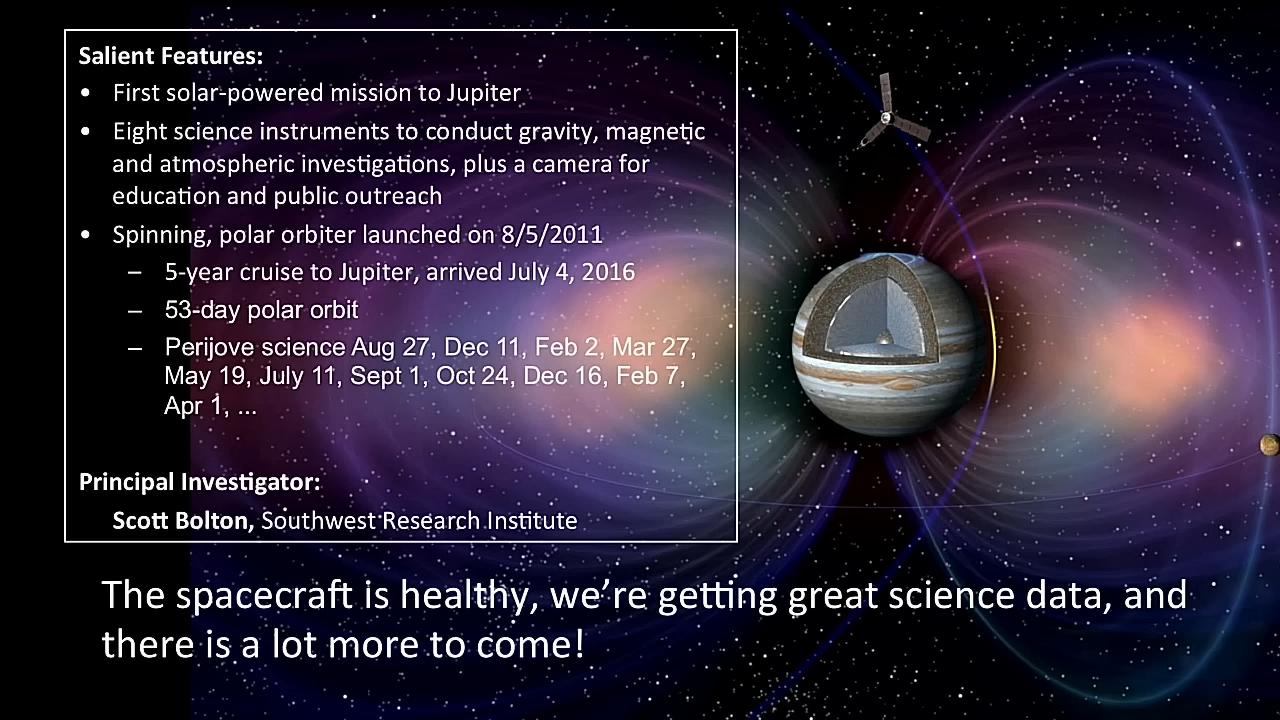 Salient Features:
• First solar-powered mission to Jupiter
• Eight science instruments to conduct gravity, magnetic
and atmospheric investigations, plus a camera for
education and public outreach
• Spinning, polar orbiter launched on 8/5/2011
– 5-year cruise to Jupiter, arrived July 4, 2016
– 53-day polar orbit
– Perijove science Aug 27, Dec 11, Feb 2, Mar 27,
May 19, July 11, Sept 1, Oct 24, Dec 16, Feb 7,
Apr 1, ...
Principal Investigator:
Scott Bolton, Southwest Research Institute
The spacecraft is healthy, we’re getting great science data, and
there is a lot more to come!